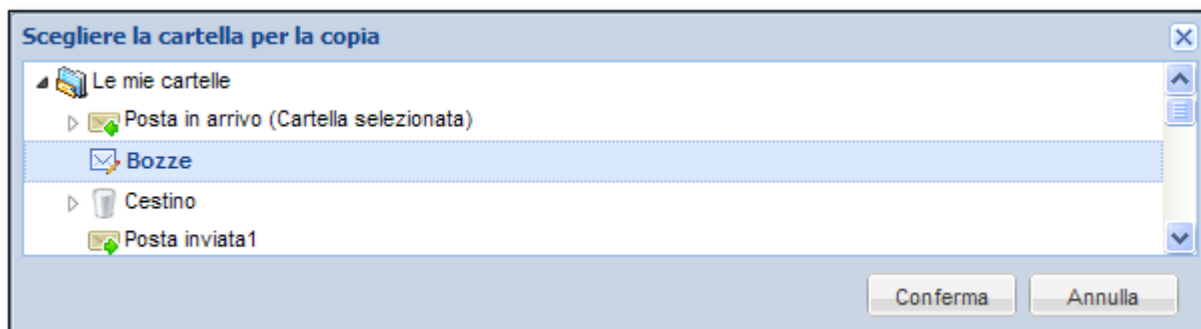 Scegliere la cartella per la copia
Le mie cartelle
Posta in arrivo (Cartella selezionata)
Bozze
Cestino
Posta inviata1
Conferma Annulla